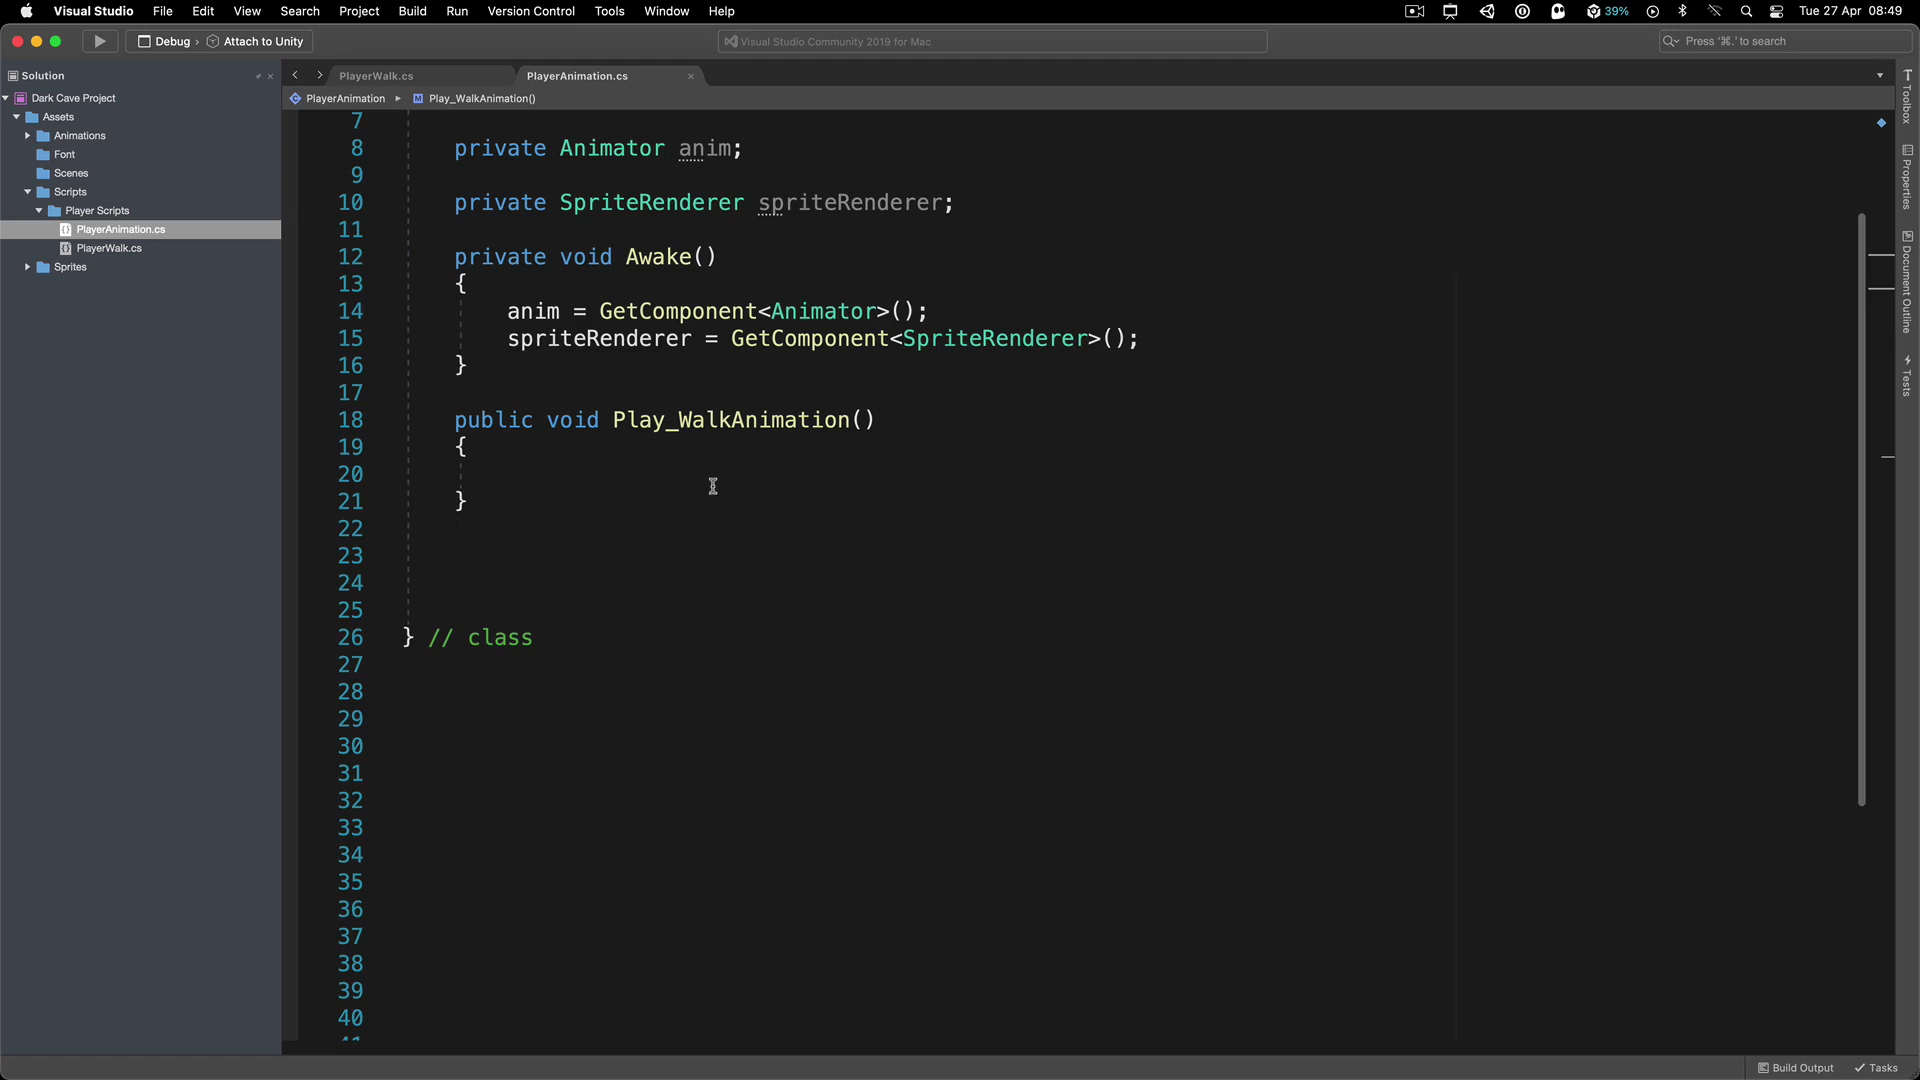 Visual Studio File Edit View Search Project Build Run Version Control Tools Window Help 39% Tue 27 Apr 08:49
Debug › Attach to Unity Visual Studio Community 2019 for Mac Press '⌘.' to search
Solution
Dark Cave Project
Assets
Animations
Font
Scenes
Scripts
Player Scripts
PlayerAnimation.cs
PlayerWalk.cs
Sprites
PlayerWalk.cs PlayerAnimation.cs
PlayerAnimation Play_WalkAnimation()
7
8 private Animator anim;
9
10 private SpriteRenderer spriteRenderer;
11
12 private void Awake()
13 {
14 anim = GetComponent<Animator>();
15 spriteRenderer = GetComponent<SpriteRenderer>();
16 }
17
18 public void Play_WalkAnimation()
19 {
20
21 }
22
23
24
25
26 } // class
27
28
29
30
31
32
33
34
35
36
37
38
39
40
41
Toolbox
Properties
Document Outline
Tests
Build Output Tasks